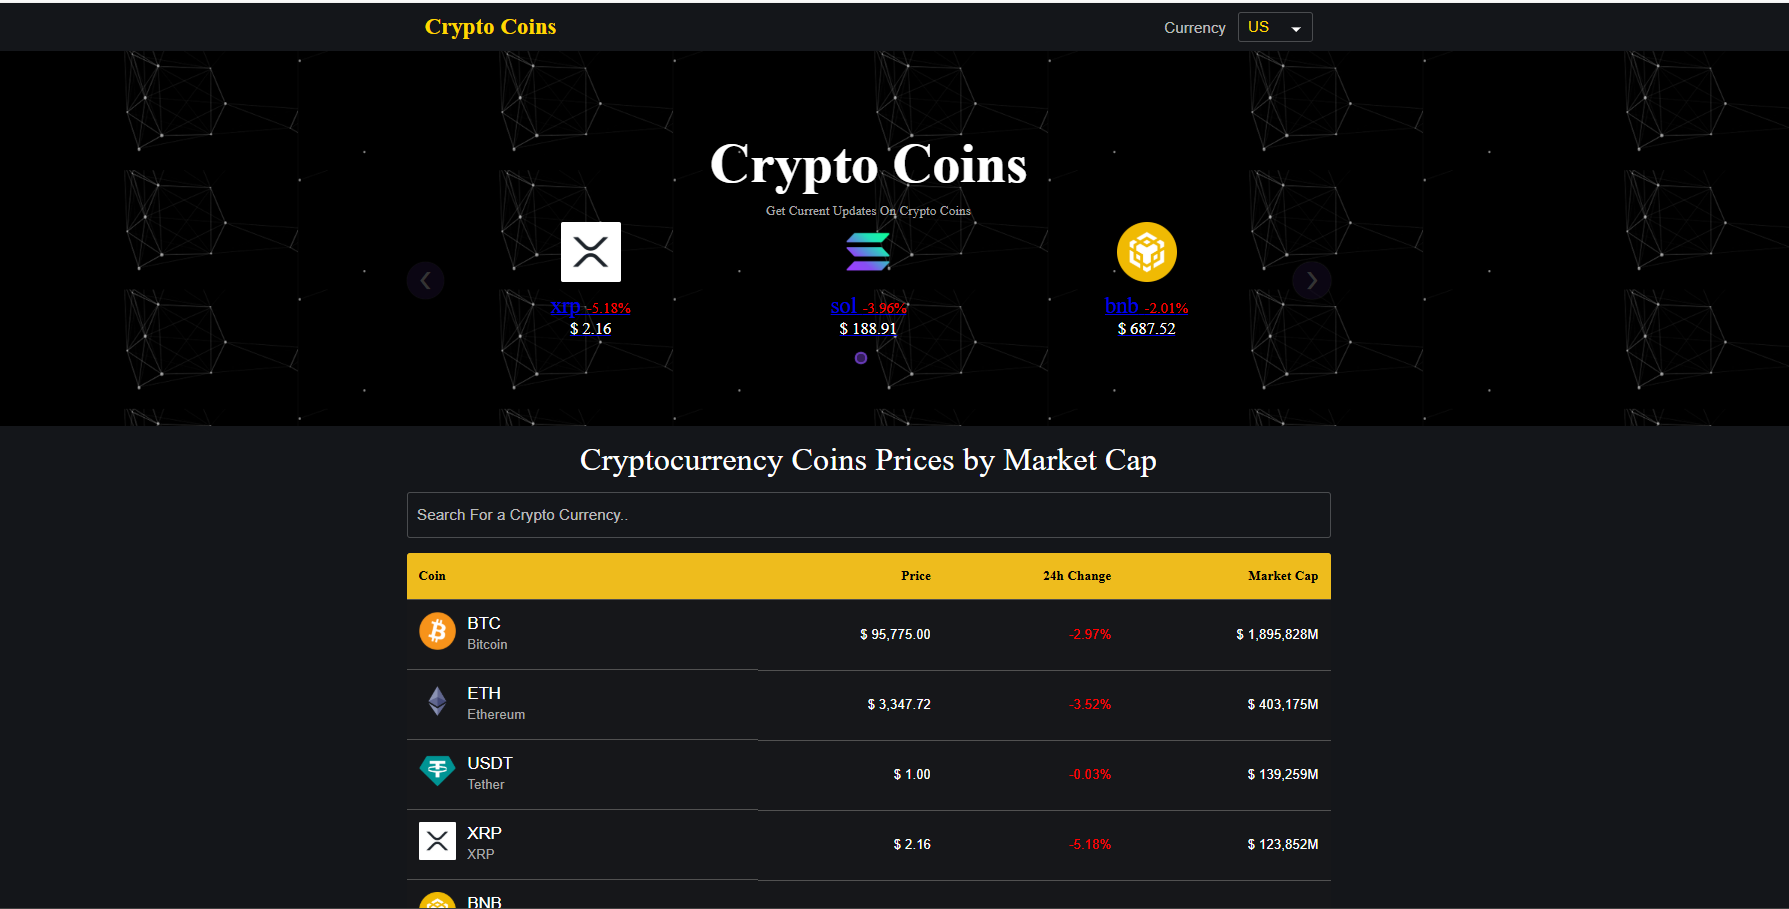 Crypto Coins
Currency US
Crypto Coins
Get Current Updates On Crypto Coins
xrp -5.18%
$ 2.16
sol -3.96%
$ 188.91
bnb -2.01%
$ 687.52
Cryptocurrency Coins Prices by Market Cap
Search For a Crypto Currency..
Coin Price 24h Change Market Cap
BTC
Bitcoin
$ 95,775.00 -2.97% $ 1,895,828M
ETH
Ethereum
$ 3,347.72 -3.52% $ 403,175M
USDT
Tether
$ 1.00 -0.03% $ 139,259M
XRP
XRP
$ 2.16 -5.18% $ 123,852M
BNB